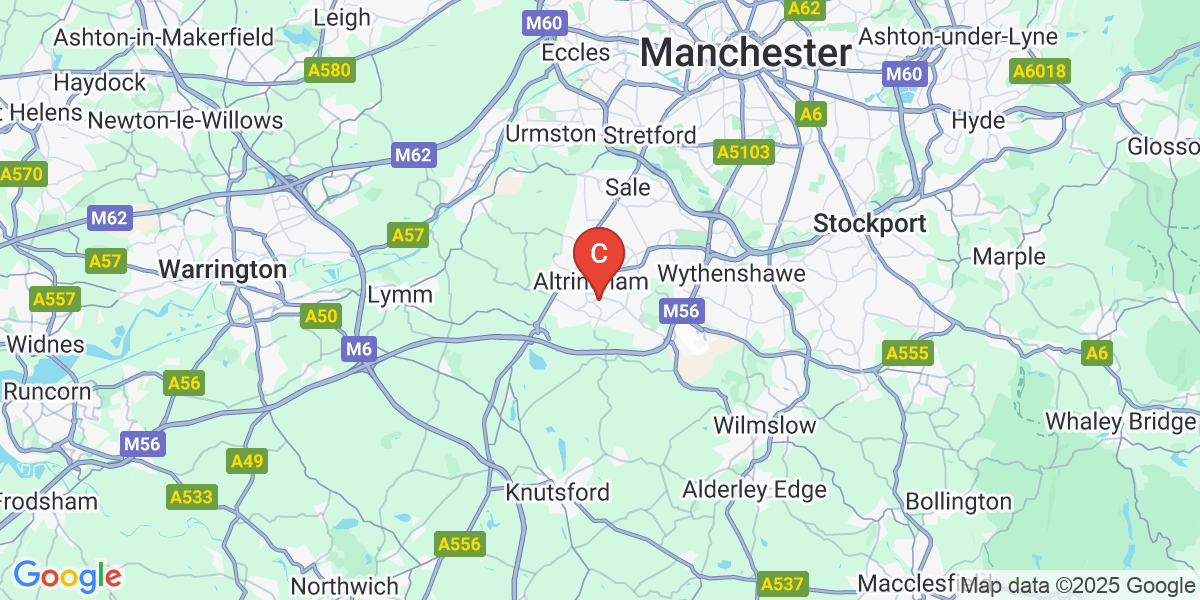 Leigh
M60
A62
Ashton-in-Makerfield
Eccles
Manchester
Ashton-under-Lyne
A580
M60
A6018
Haydock
t Helens
Newton-le-Willows
A6
Hyde
Urmston
Stretford
M62
A5103
Glosso
A570
Sale
M62
Stockport
A57
A57
C
Marple
Warrington
Altrin ham
Wythenshawe
A557
Lymm
A50
M56
Widnes
M6
A555
A6
Runcorn
A56
Whaley Bridge
M56
Wilmslow
A49
A533
Knutsford
Alderley Edge
Frodsham
Bollington
A556
Google
Northwich
A537
Macclesfi
Map data ©2025 Google